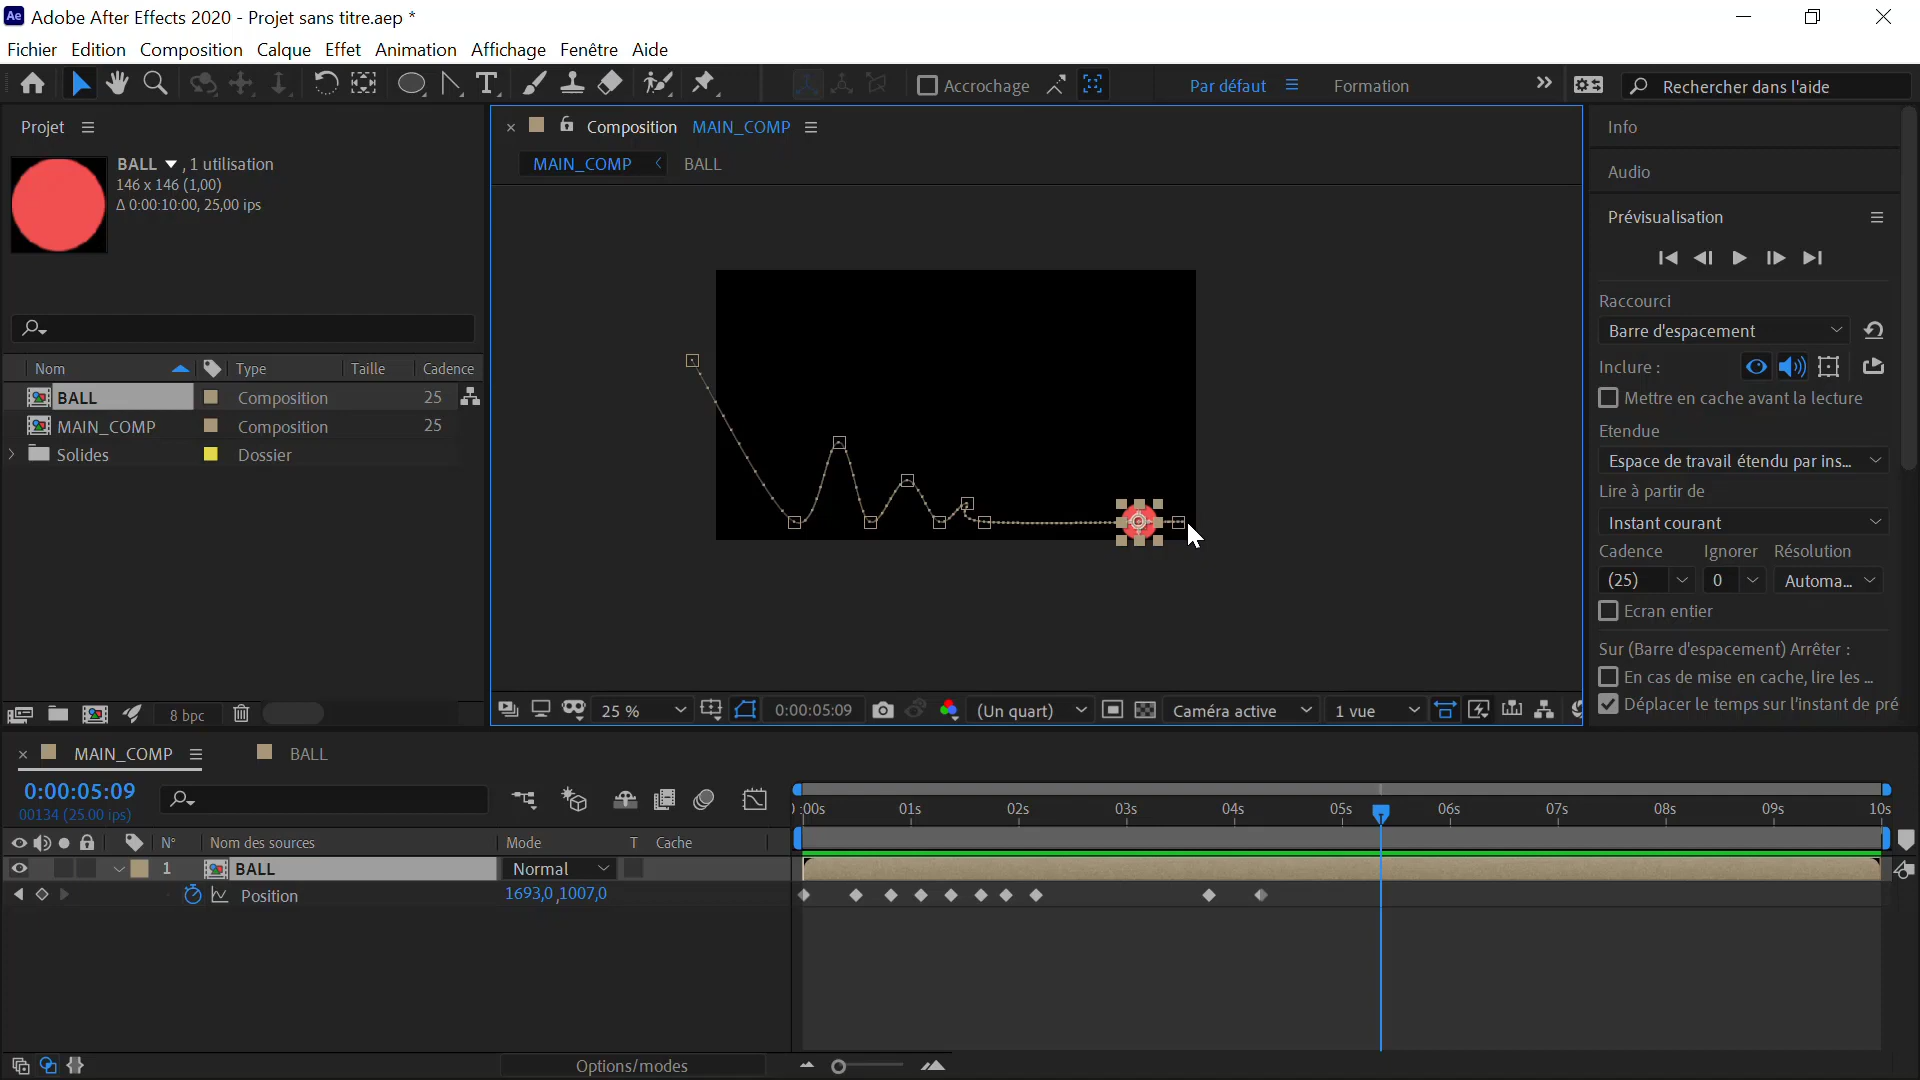 Ae Adobe After Effects 2020 - Projet sans titre.aep *
Fichier Edition Composition Calque Effet Animation Affichage Fenêtre Aide
T Accrochage Par défaut Formation Rechercher dans l'aide
Projet
BALL , 1 utilisation
146 x 146 (1,00)
Δ 0:00:10:00, 25,00 ips
Nom Type Taille Cadence
BALL Composition 25
MAIN_COMP Composition 25
Solides Dossier
8 bpc
× Composition MAIN_COMP
MAIN_COMP BALL
25 % 0:00:05:09 (Un quart) Caméra active 1 vue
Info
Audio
Prévisualisation
Raccourci
Barre d'espacement
Inclure :
Mettre en cache avant la lecture
Etendue
Espace de travail étendu par ins...
Lire à partir de
Instant courant
Cadence Ignorer Résolution
(25) 0 Automa...
Ecran entier
Sur (Barre d'espacement) Arrêter :
En cas de mise en cache, lire les ...
Déplacer le temps sur l'instant de pré
× MAIN_COMP BALL
0:00:05:09
00134 (25.00 ips)
):00s 01s 02s 03s 04s 05s 06s 07s 08s 09s 10s
N° Nom des sources Mode T Cache
1 BALL Normal
Position 1693,0 ,1007,0
Options/modes